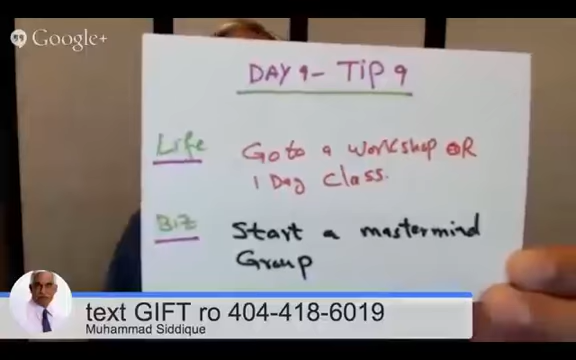 Google+
DAY 9 - TiP 9
Life
Go to a workshop OR
1 Day Class.
BiZ
Start a mastermind
Group
text GIFT ro 404-418-6019
Muhammad Siddique